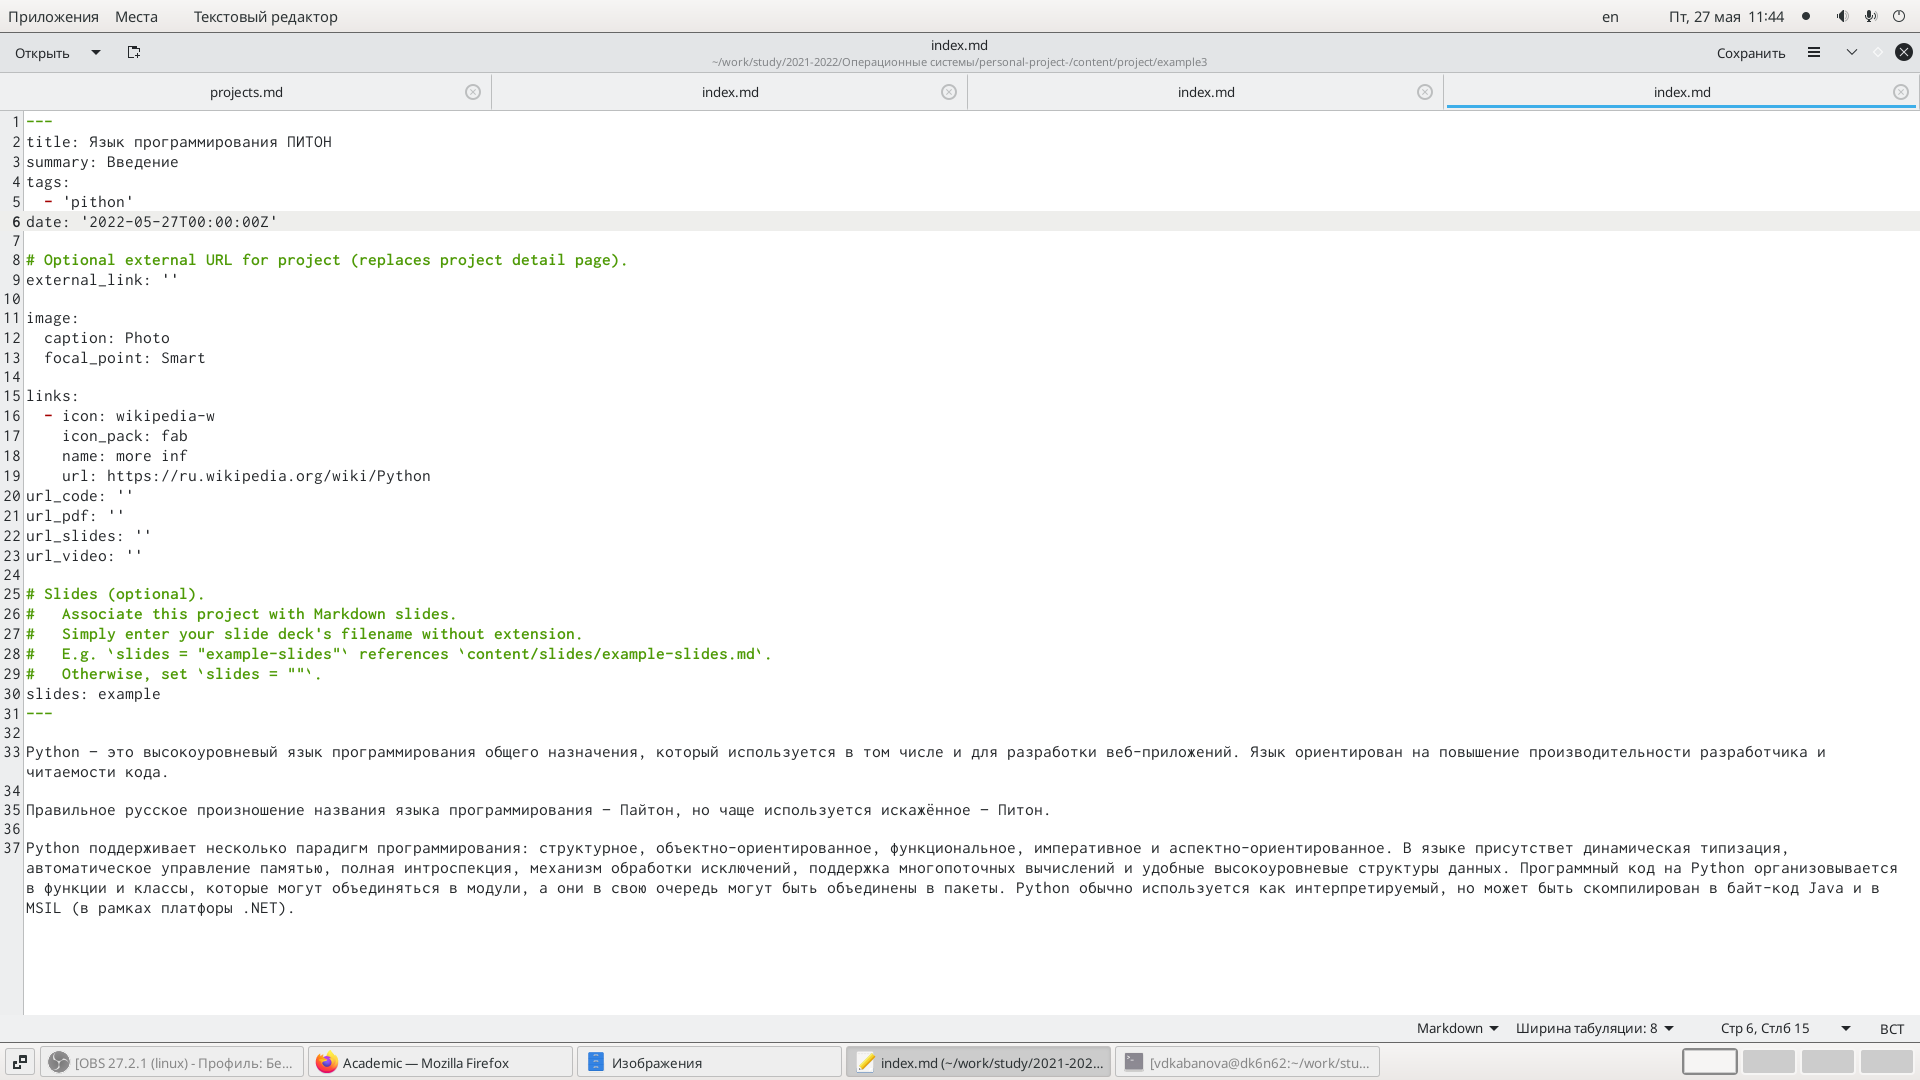 Приложения Места Текстовый редактор en Пт, 27 мая 11:44
Открыть index.md Сохранить
~/work/study/2021-2022/Операционные системы/personal-project-/content/project/example3
projects.md index.md index.md index.md
1 ---
2 title: Язык программирования ПИТОН
3 summary: Введение
4 tags:
5   - 'pithon'
6 date: '2022-05-27T00:00:00Z'
7
8 # Optional external URL for project (replaces project detail page).
9 external_link: ''
10
11 image:
12   caption: Photo
13   focal_point: Smart
14
15 links:
16   - icon: wikipedia-w
17     icon_pack: fab
18     name: more inf
19     url: https://ru.wikipedia.org/wiki/Python
20 url_code: ''
21 url_pdf: ''
22 url_slides: ''
23 url_video: ''
24
25 # Slides (optional).
26 #   Associate this project with Markdown slides.
27 #   Simply enter your slide deck's filename without extension.
28 #   E.g. `slides = "example-slides"` references `content/slides/example-slides.md`.
29 #   Otherwise, set `slides = ""`.
30 slides: example
31 ---
32
33 Python — это высокоуровневый язык программирования общего назначения, который используется в том числе и для разработки веб-приложений. Язык ориентирован на повышение производительности разработчика и
читаемости кода.
34
35 Правильное русское произношение названия языка программирования — Пайтон, но чаще используется искажённое — Питон.
36
37 Python поддерживает несколько парадигм программирования: структурное, объектно-ориентированное, функциональное, императивное и аспектно-ориентированное. В языке присутствет динамическая типизация,
автоматическое управление памятью, полная интроспекция, механизм обработки исключений, поддержка многопоточных вычислений и удобные высокоуровневые структуры данных. Программный код на Python организовывается
в функции и классы, которые могут объединяться в модули, а они в свою очередь могут быть объединены в пакеты. Python обычно используется как интерпретируемый, но может быть скомпилирован в байт-код Java и в
MSIL (в рамках платформы .NET).
Markdown Ширина табуляции: 8 Стр 6, Стлб 15 ВСТ
[OBS 27.2.1 (linux) - Профиль: Бе... Academic — Mozilla Firefox Изображения index.md (~/work/study/2021-202... [vdkabanova@dk6n62:~/work/stu...